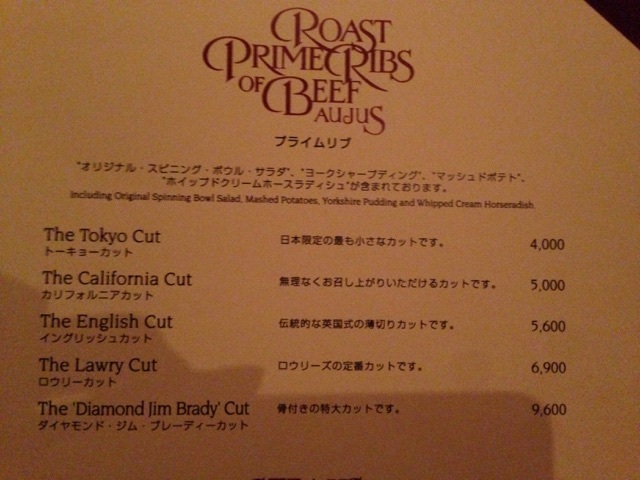 ROAST
PRIME RIBS
OF BEEF
AU JUS
プライムリブ
"オリジナル・スピニング・ボウル・サラダ"、"ヨークシャープディング"、"マッシュドポテト"、
"ホイップドクリームホースラディシュ"が含まれております。
Including Original Spinning Bowl Salad, Mashed Potatoes, Yorkshire Pudding and Whipped Cream Horseradish.
The Tokyo Cut 日本限定の最も小さなカットです。 4,000
トーキョーカット
The California Cut 無理なくお召し上がりいただけるカットです。 5,000
カリフォルニアカット
The English Cut 伝統的な英国式の薄切りカットです。 5,600
イングリッシュカット
The Lawry Cut ロウリーズの定番カットです。 6,900
ロウリーカット
The 'Diamond Jim Brady' Cut 骨付きの特大カットです。 9,600
ダイヤモンド・ジム・ブレーディーカット